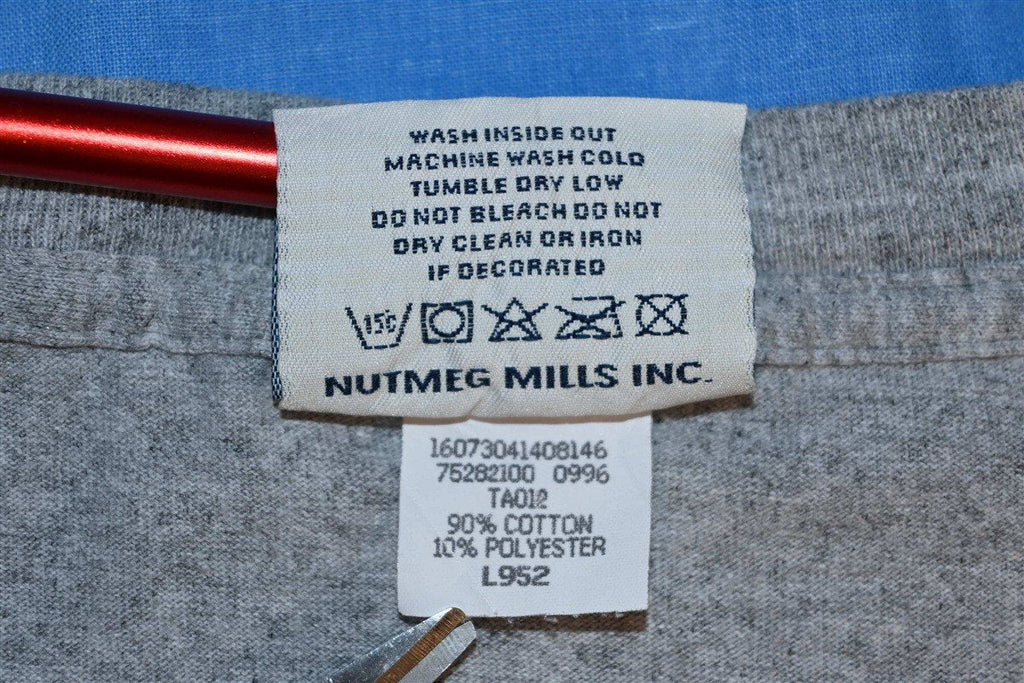 WASH INSIDE OUT
MACHINE WASH COLD
TUMBLE DRY LOW
DO NOT BLEACH DO NOT
DRY CLEAN OR IRON
IF DECORATED
NUTMEG MILLS INC.
16073041408146
75282100 0996
TA012
90% COTTON
10% POLYESTER
L952